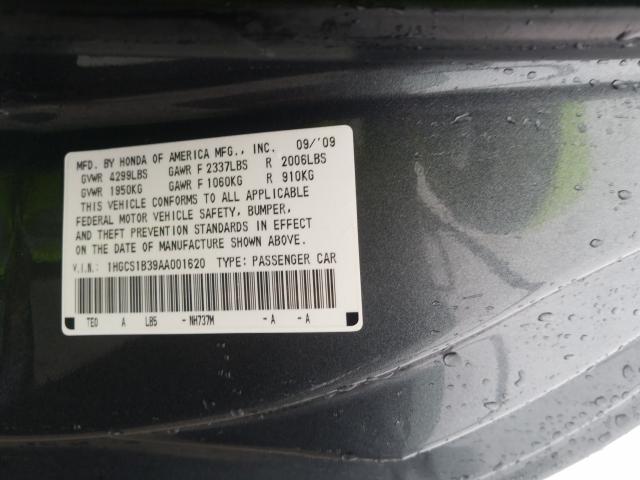 MFD. BY HONDA OF AMERICA MFG., INC. 09/'09
GVWR 4299LBS GAWR F 2337LBS R 2006LBS
GVWR 1950KG GAWR F 1060KG R 910KG
THIS VEHICLE CONFORMS TO ALL APPLICABLE
FEDERAL MOTOR VEHICLE SAFETY, BUMPER,
AND THEFT PREVENTION STANDARDS IN EFFECT
ON THE DATE OF MANUFACTURE SHOWN ABOVE.
V.I.N.: 1HGCS1B39AA001620 TYPE: PASSENGER CAR
TE0 A LB5 -NH737M -A -A